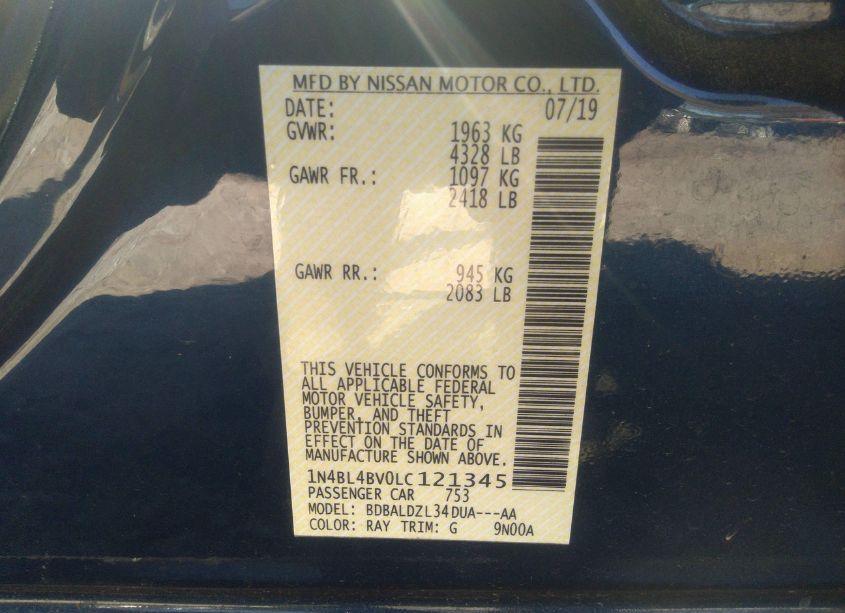 MFD BY NISSAN MOTOR CO., LTD.
DATE: 07/19
GVWR: 1963 KG
4328 LB
GAWR FR.: 1097 KG
2418 LB
GAWR RR.: 945 KG
2083 LB
THIS VEHICLE CONFORMS TO
ALL APPLICABLE FEDERAL
MOTOR VEHICLE SAFETY,
BUMPER, AND THEFT
PREVENTION STANDARDS IN
EFFECT ON THE DATE OF
MANUFACTURE SHOWN ABOVE.
1N4BL4BV0LC121345
PASSENGER CAR 753
MODEL: BDBALDZL34DUA---AA
COLOR: RAY TRIM: G 9N00A